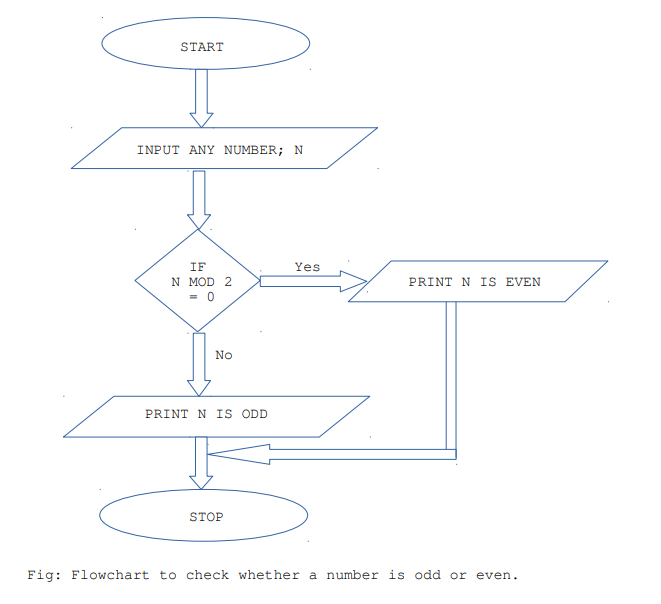 START
INPUT ANY NUMBER; N
IF
N MOD 2
= 0
Yes
PRINT N IS EVEN
No
PRINT N IS ODD
STOP
Fig: Flowchart to check whether a number is odd or even.